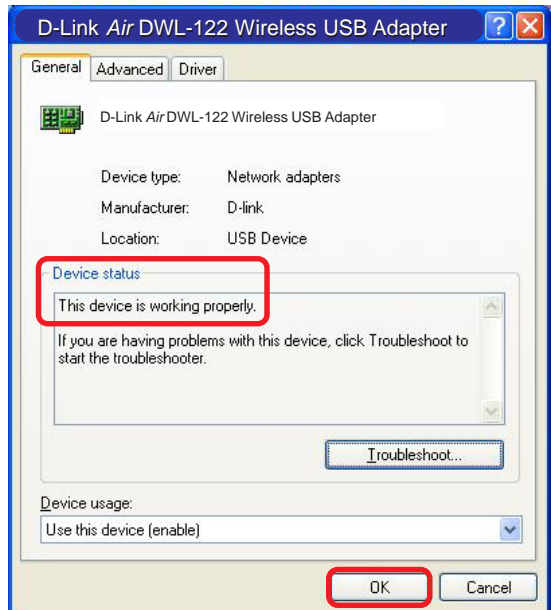 D-Link Air DWL-122 Wireless USB Adapter
General Advanced Driver
D-Link Air DWL-122 Wireless USB Adapter
Device type: Network adapters
Manufacturer: D-link
Location: USB Device
Device status
This device is working properly.
If you are having problems with this device, click Troubleshoot to
start the troubleshooter.
Troubleshoot...
Device usage:
Use this device (enable)
OK Cancel